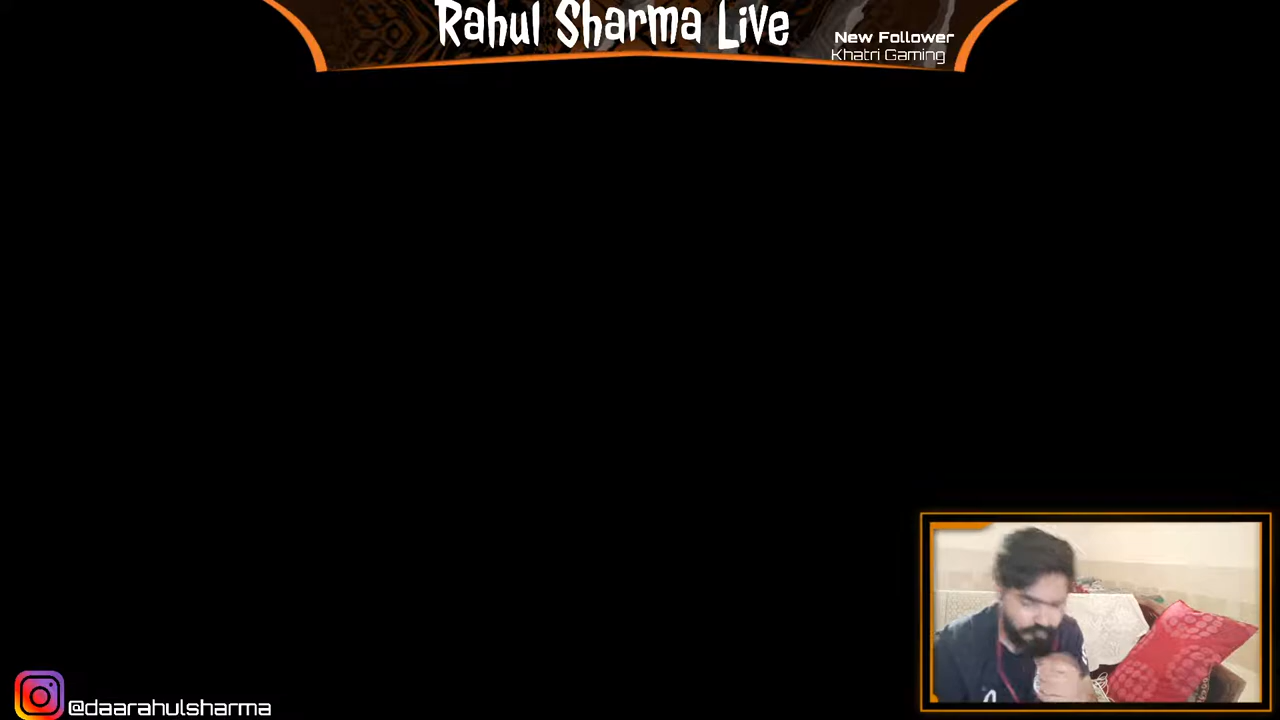 Rahul Sharma Live
New Follower
Khatri Gaming
@daarahulsharma